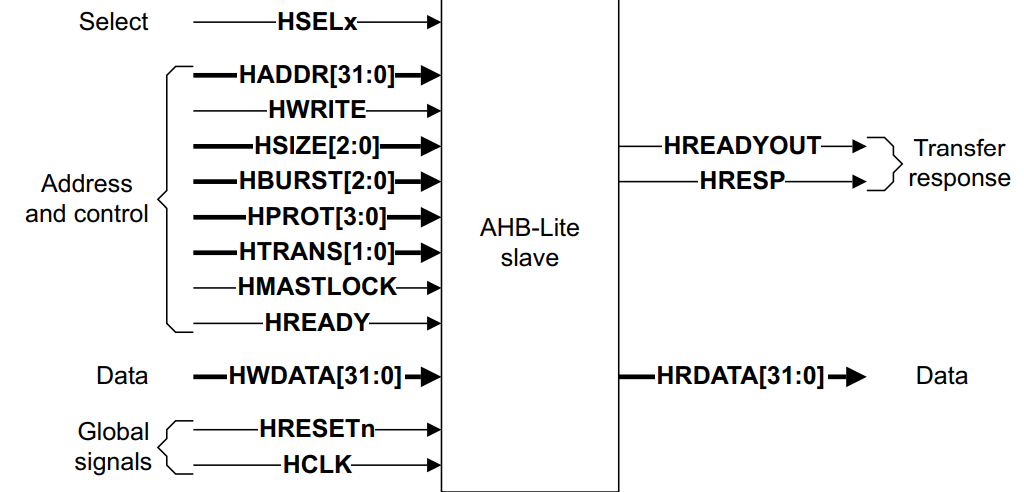 Select
HSELx
HADDR[31:0]
HWRITE
HSIZE[2:0]
HBURST[2:0]
HPROT[3:0]
HTRANS[1:0]
HMASTLOCK
HREADY
Address
and control
Data
HWDATA[31:0]
Global
signals
HRESETn
HCLK
AHB-Lite
slave
HREADYOUT
HRESP
Transfer
response
HRDATA[31:0]
Data